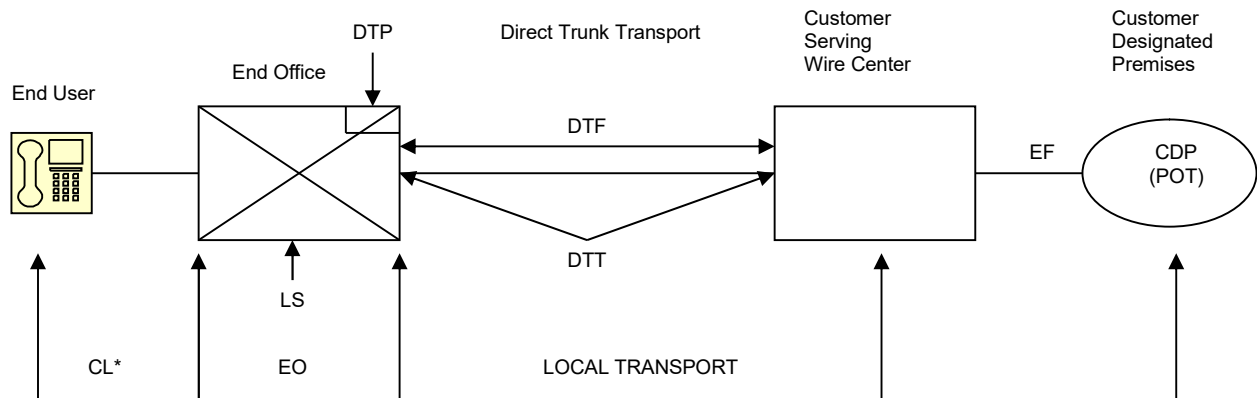 DTP
Direct Trunk Transport
Customer
Serving
Wire Center
Customer
Designated
Premises
End Office
End User
DTF
EF
CDP
(POT)
DTT
LS
CL*
EO
LOCAL TRANSPORT